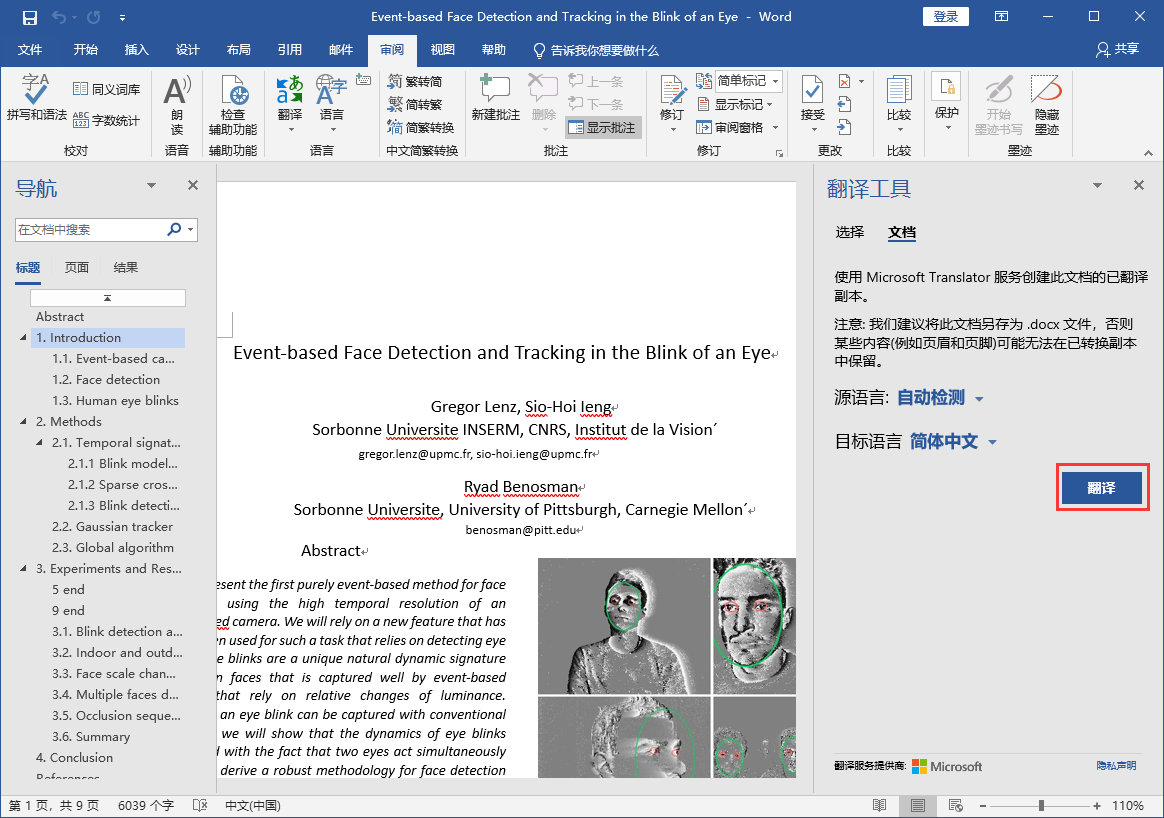 Event-based Face Detection and Tracking in the Blink of an Eye - Word
登录
文件 开始 插入 设计 布局 引用 邮件 审阅 视图 帮助 告诉我你想要做什么 共享
拼写和语法
同义词库
字数统计
校对
朗读
语音
检查辅助功能
辅助功能
翻译
语言
语言
繁转简
简转繁
简繁转换
中文简繁转换
新建批注
删除
上一条
下一条
显示批注
批注
修订
简单标记
显示标记
审阅窗格
修订
接受
更改
比较
比较
保护
开始墨迹书写
隐藏墨迹
墨迹
导航
在文档中搜索
标题 页面 结果
Abstract
1. Introduction
1.1. Event-based ca...
1.2. Face detection
1.3. Human eye blinks
2. Methods
2.1. Temporal signat...
2.1.1 Blink model...
2.1.2 Sparse cros...
2.1.3 Blink detecti...
2.2. Gaussian tracker
2.3. Global algorithm
3. Experiments and Res...
5 end
9 end
3.1. Blink detection a...
3.2. Indoor and outd...
3.3. Face scale chan...
3.4. Multiple faces d...
3.5. Occlusion seque...
3.6. Summary
4. Conclusion
References
Event-based Face Detection and Tracking in the Blink of an Eye
Gregor Lenz, Sio-Hoi Ieng
Sorbonne Universite INSERM, CNRS, Institut de la Vision´
gregor.lenz@upmc.fr, sio-hoi.ieng@upmc.fr
Ryad Benosman
Sorbonne Universite, University of Pittsburgh, Carnegie Mellon´
benosman@pitt.edu
Abstract
esent the first purely event-based method for face
using the high temporal resolution of an
ed camera. We will rely on a new feature that has
en used for such a task that relies on detecting eye
e blinks are a unique natural dynamic signature
n faces that is captured well by event-based
that rely on relative changes of luminance.
an eye blink can be captured with conventional
we will show that the dynamics of eye blinks
d with the fact that two eyes act simultaneously
derive a robust methodology for face detection
翻译工具
选择 文档
使用 Microsoft Translator 服务创建此文档的已翻译
副本。
注意: 我们建议将此文档另存为 .docx 文件，否则
某些内容(例如页眉和页脚)可能无法在已转换副本
中保留。
源语言: 自动检测
目标语言 简体中文
翻译
翻译服务提供商: Microsoft
隐私声明
第 1 页，共 9 页 6039 个字 中文(中国) 110%